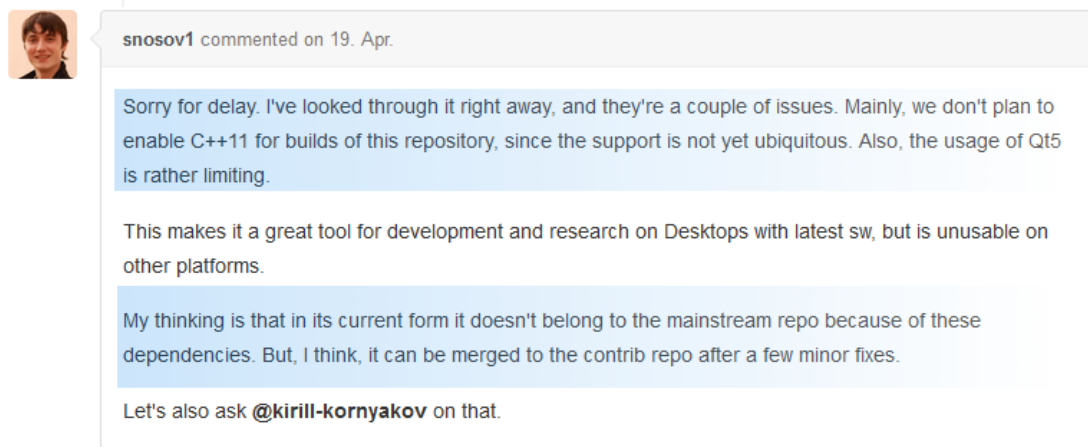 snosov1 commented on 19. Apr.
Sorry for delay. I've looked through it right away, and they're a couple of issues. Mainly, we don't plan to
enable C++11 for builds of this repository, since the support is not yet ubiquitous. Also, the usage of Qt5
is rather limiting.
This makes it a great tool for development and research on Desktops with latest sw, but is unusable on
other platforms.
My thinking is that in its current form it doesn't belong to the mainstream repo because of these
dependencies. But, I think, it can be merged to the contrib repo after a few minor fixes.
Let's also ask @kirill-kornyakov on that.